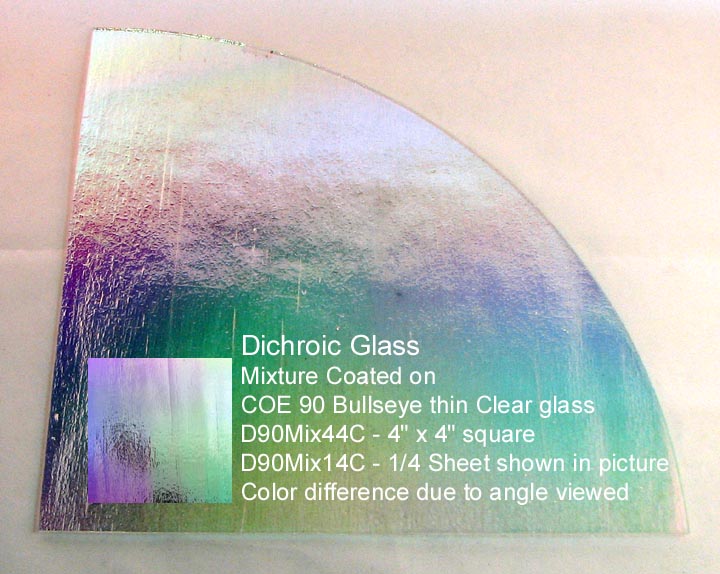 Dichroic Glass
Mixture Coated on
COE 90 Bullseye thin Clear glass
D90Mix44C - 4" x 4" square
D90Mix14C - 1/4 Sheet shown in picture
Color difference due to angle viewed